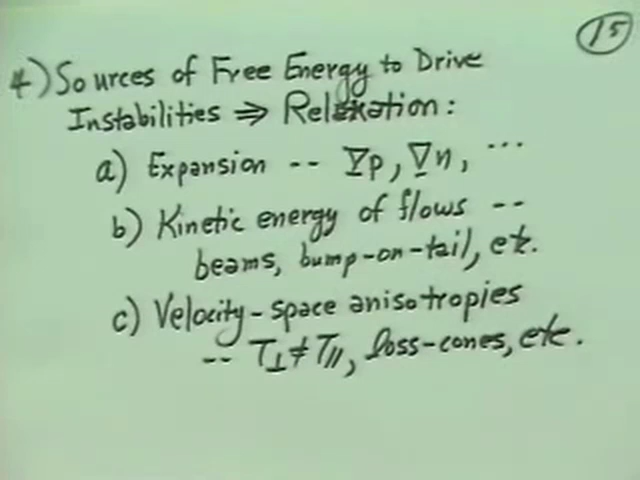 15
4) Sources of Free Energy to Drive
Instabilities ⇒ Relaxation:
a) Expansion -- ∇p, ∇n, ...
b) Kinetic energy of flows --
beams, bump-on-tail, etc.
c) Velocity-space anisotropies
-- T⊥ ≠ T∥, loss-cones, etc.